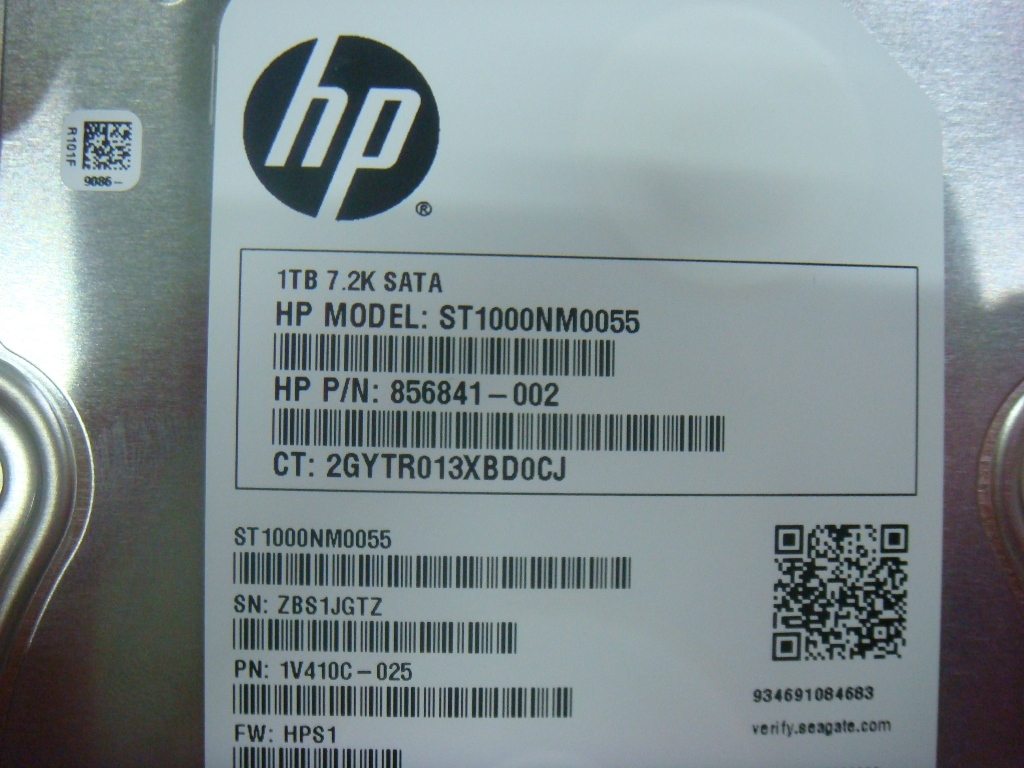 hp
®
R101F
9086-
1TB 7.2K SATA
HP MODEL: ST1000NM0055
HP P/N: 856841-002
CT: 2GYTR013XBD0CJ
ST1000NM0055
SN: ZBS1JGTZ
PN: 1V410C-025
FW: HPS1
934691084683
verify.seagate.com